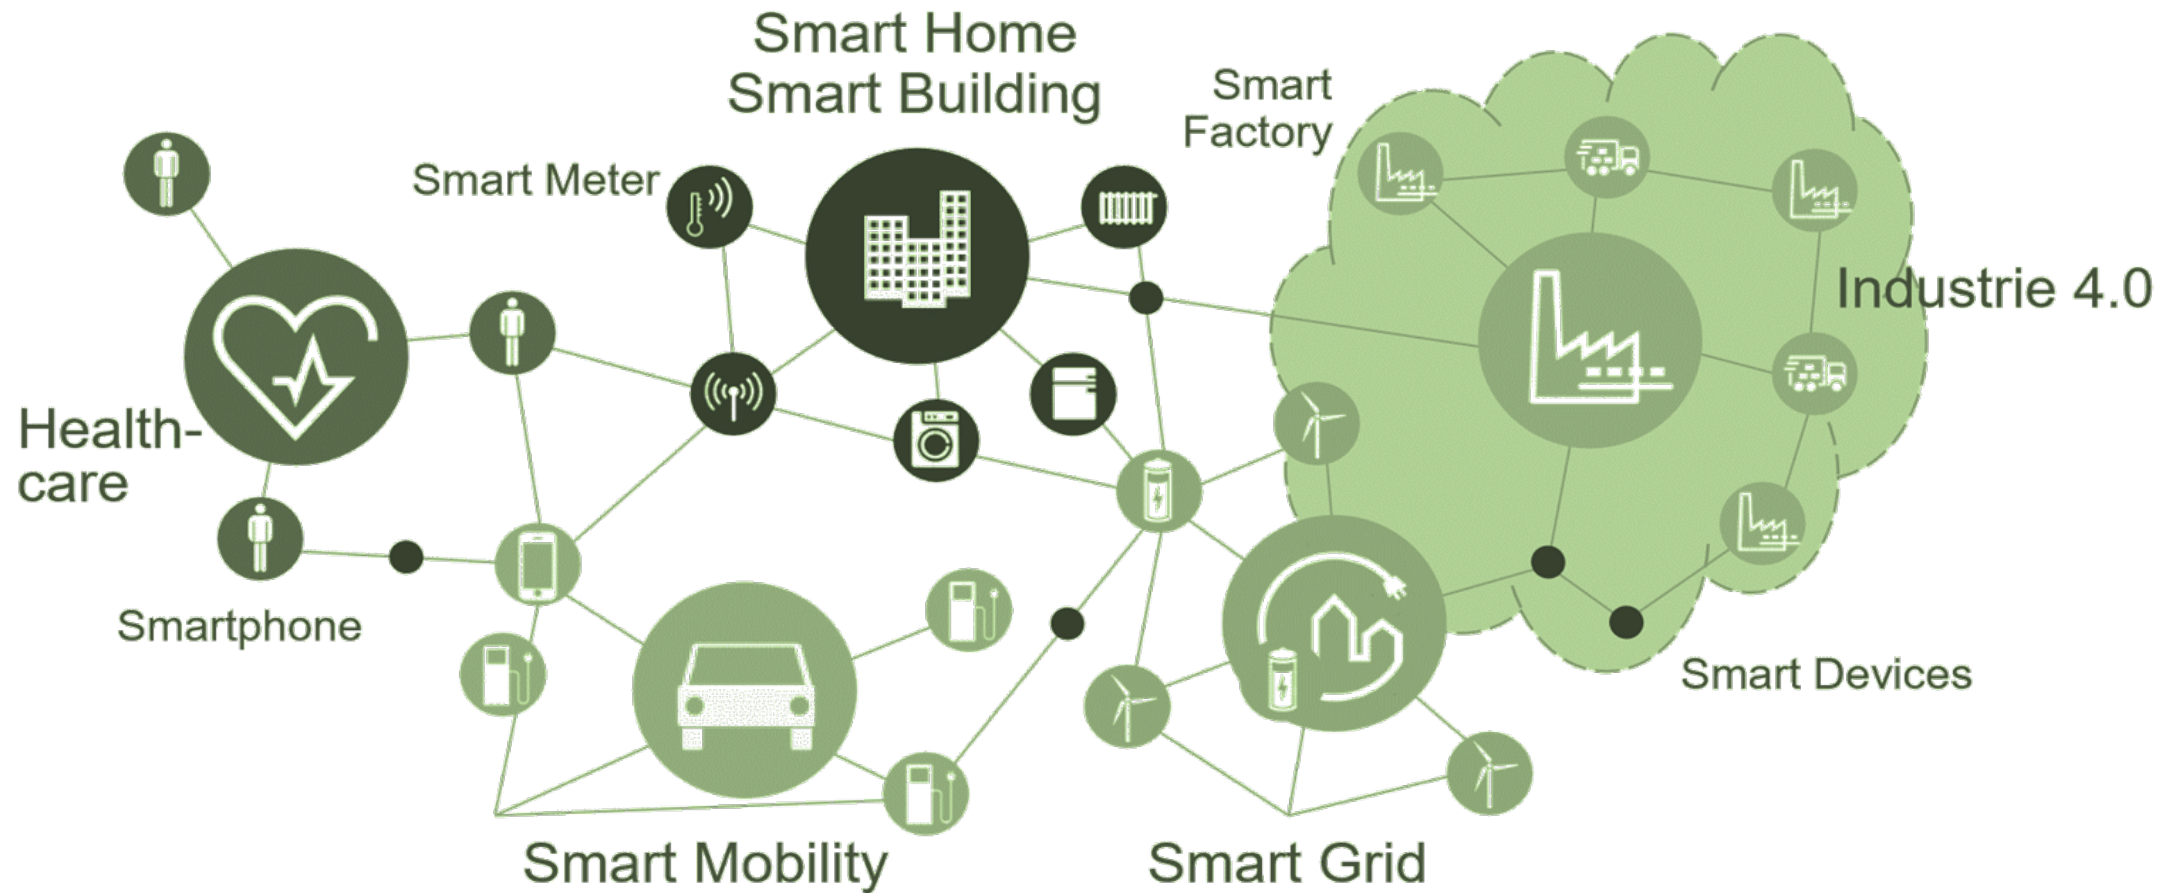 Smart Home
Smart Building
Smart
Factory
Smart Meter
Industrie 4.0
Health-
care
Smartphone
Smart Devices
Smart Mobility
Smart Grid